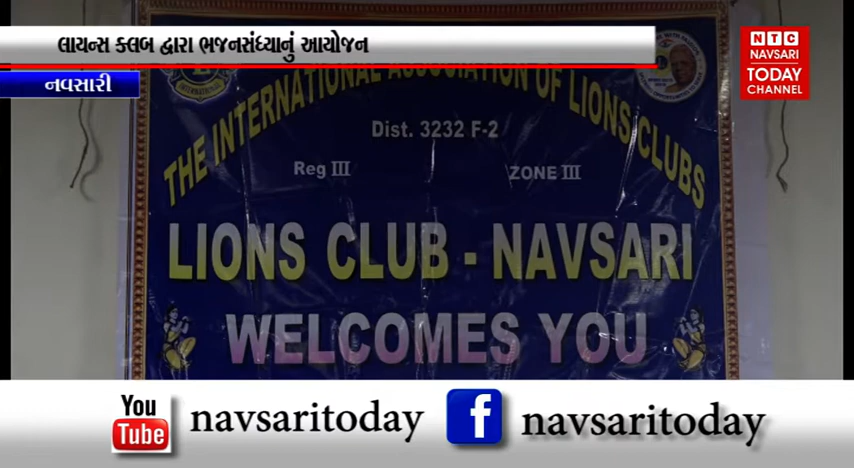 લાયન્સ ક્લબ દ્વારા ભજનસંધ્યાનું આયોજન
નવસારી
NTC
NAVSARI
TODAY
CHANNEL
THE INTERNATIONAL ASSOCIATION OF LIONS CLUBS
Dist. 3232 F-2
Reg III
ZONE III
LIONS CLUB - NAVSARI
WELCOMES YOU
You
Tube
navsaritoday
f
navsaritoday